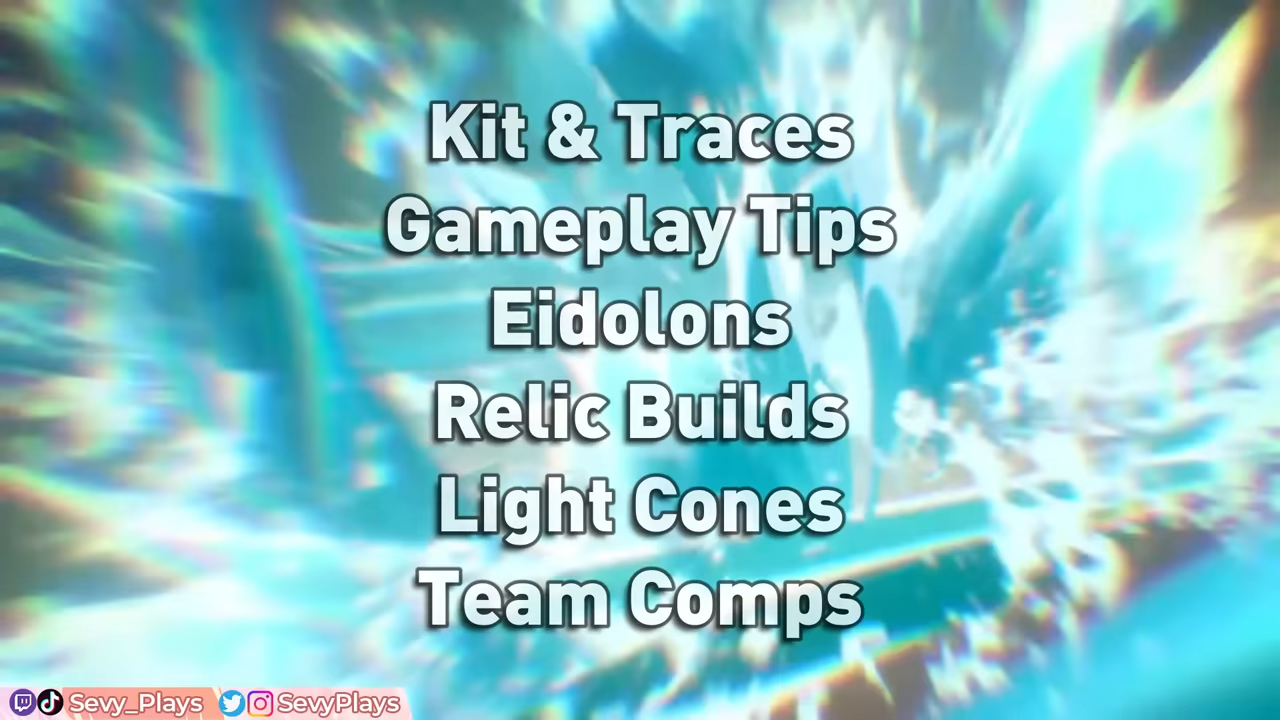 Kit & Traces
Gameplay Tips
Eidolons
Relic Builds
Light Cones
Team Comps
Sevy_Plays SevyPlays